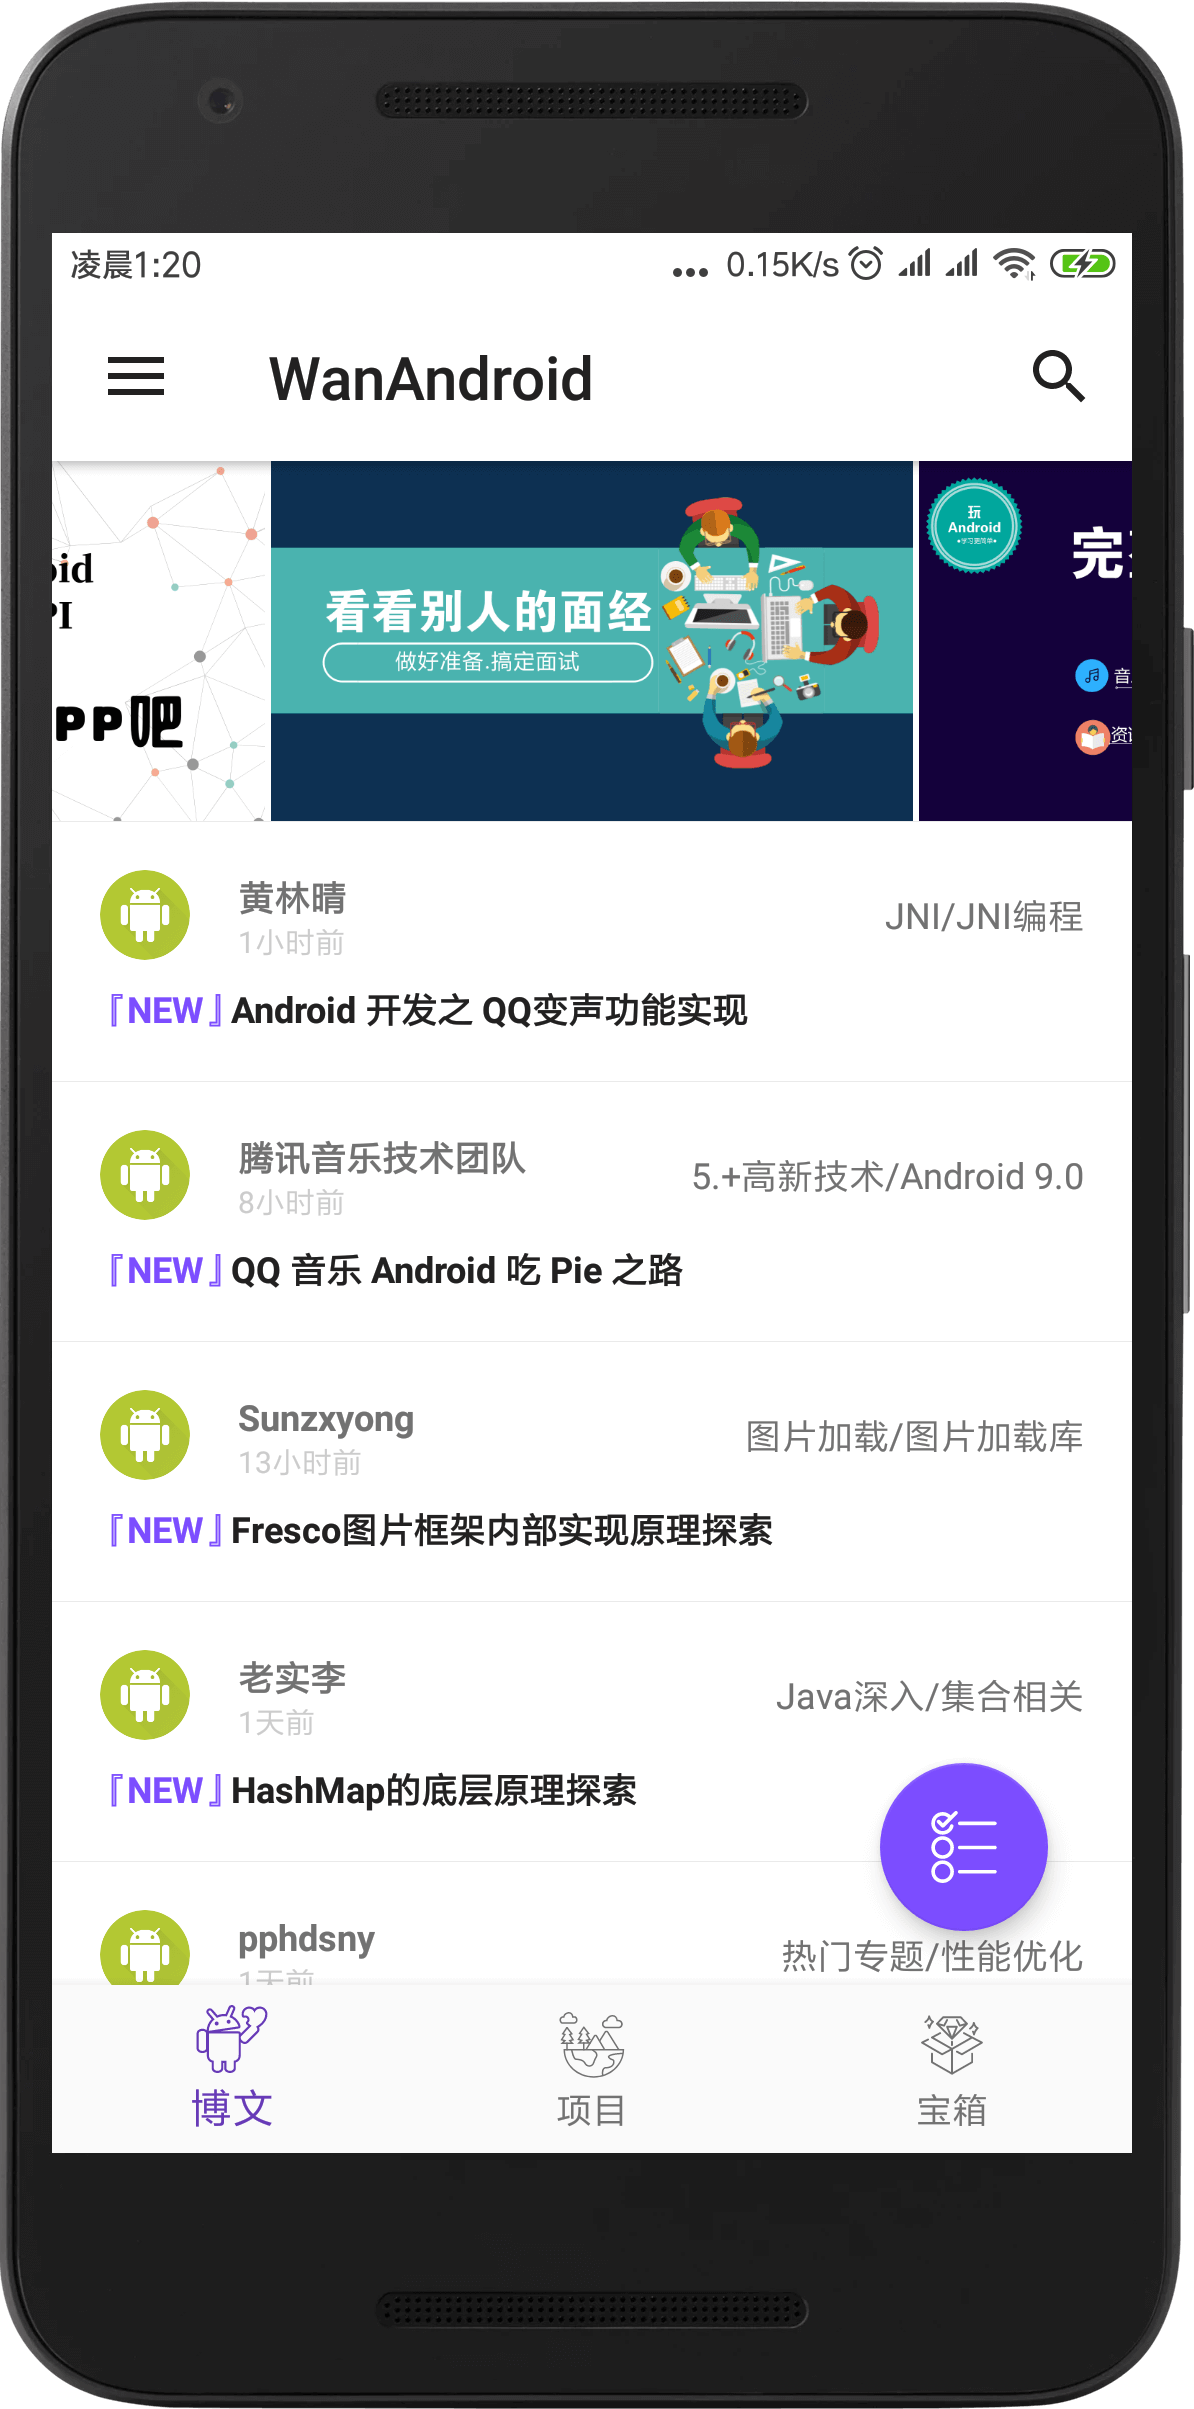 凌晨1:20
... 0.15K/s
WanAndroid
看看别人的面经
做好准备.搞定面试
玩
Android
•学习更简单•
完
音
资
PP吧
黄林晴
JNI/JNI编程
1小时前
『NEW』Android 开发之 QQ变声功能实现
腾讯音乐技术团队
5.+高新技术/Android 9.0
8小时前
『NEW』QQ 音乐 Android 吃 Pie 之路
Sunzxyong
图片加载/图片加载库
13小时前
『NEW』Fresco图片框架内部实现原理探索
老实李
Java深入/集合相关
1天前
『NEW』HashMap的底层原理探索
pphdsny
热门专题/性能优化
1天前
博文
项目
宝箱